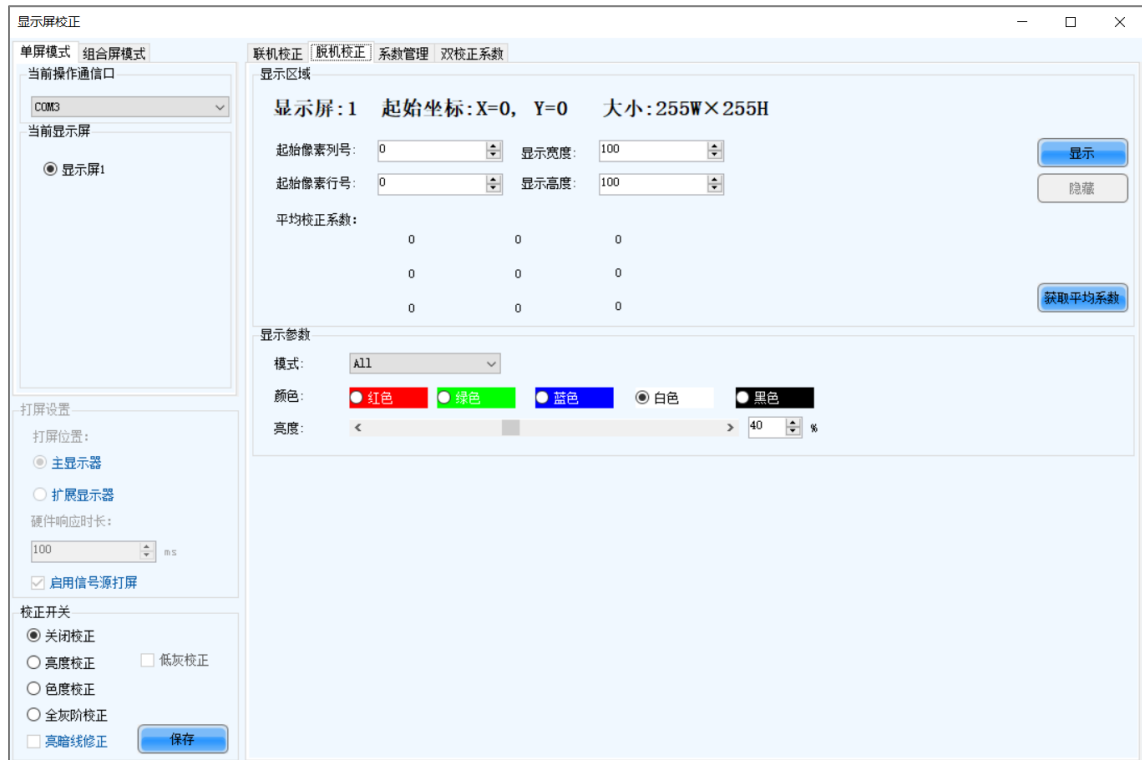 显示屏校正
单屏模式 组合屏模式
当前操作通信口
COM3
当前显示屏
显示屏1
打屏设置
打屏位置:
主显示器
扩展显示器
硬件响应时长:
100 ms
启用信号源打屏
校正开关
关闭校正
亮度校正 低灰校正
色度校正
全灰阶校正
亮暗线修正 保存
联机校正 脱机校正 系数管理 双校正系数
显示区域
显示屏:1 起始坐标:X=0, Y=0 大小:255W×255H
起始像素列号: 0 显示宽度: 100 显示
起始像素行号: 0 显示高度: 100 隐藏
平均校正系数:
0 0 0
0 0 0
0 0 0
获取平均系数
显示参数
模式: All
颜色: 红色 绿色 蓝色 白色 黑色
亮度: 40 %